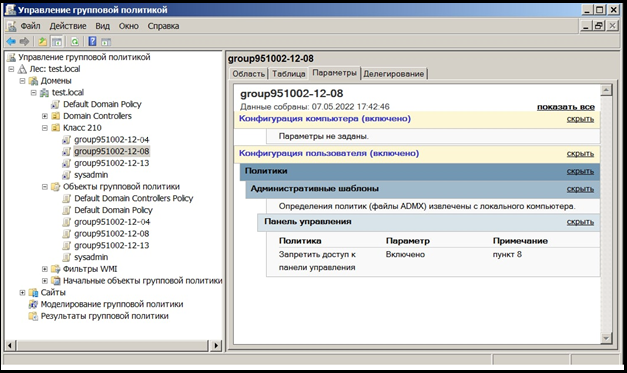 Управление групповой политикой
Файл Действие Вид Окно Справка
Управление групповой политикой
Лес: test.local
Домены
test.local
Default Domain Policy
Domain Controllers
Класс 210
group951002-12-04
group951002-12-08
group951002-12-13
sysadmin
Объекты групповой политики
Default Domain Controllers Policy
Default Domain Policy
group951002-12-04
group951002-12-08
group951002-12-13
sysadmin
Фильтры WMI
Начальные объекты групповой политики
Сайты
Моделирование групповой политики
Результаты групповой политики
group951002-12-08
Область Таблица Параметры Делегирование
group951002-12-08
Данные собраны: 07.05.2022 17:42:46 показать все
Конфигурация компьютера (включено) скрыть
Параметры не заданы.
Конфигурация пользователя (включено) скрыть
Политики скрыть
Административные шаблоны скрыть
Определения политик (файлы ADMX) извлечены с локального компьютера.
Панель управления скрыть
Политика Параметр Примечание
Запретить доступ к Включено пункт 8
панели управления